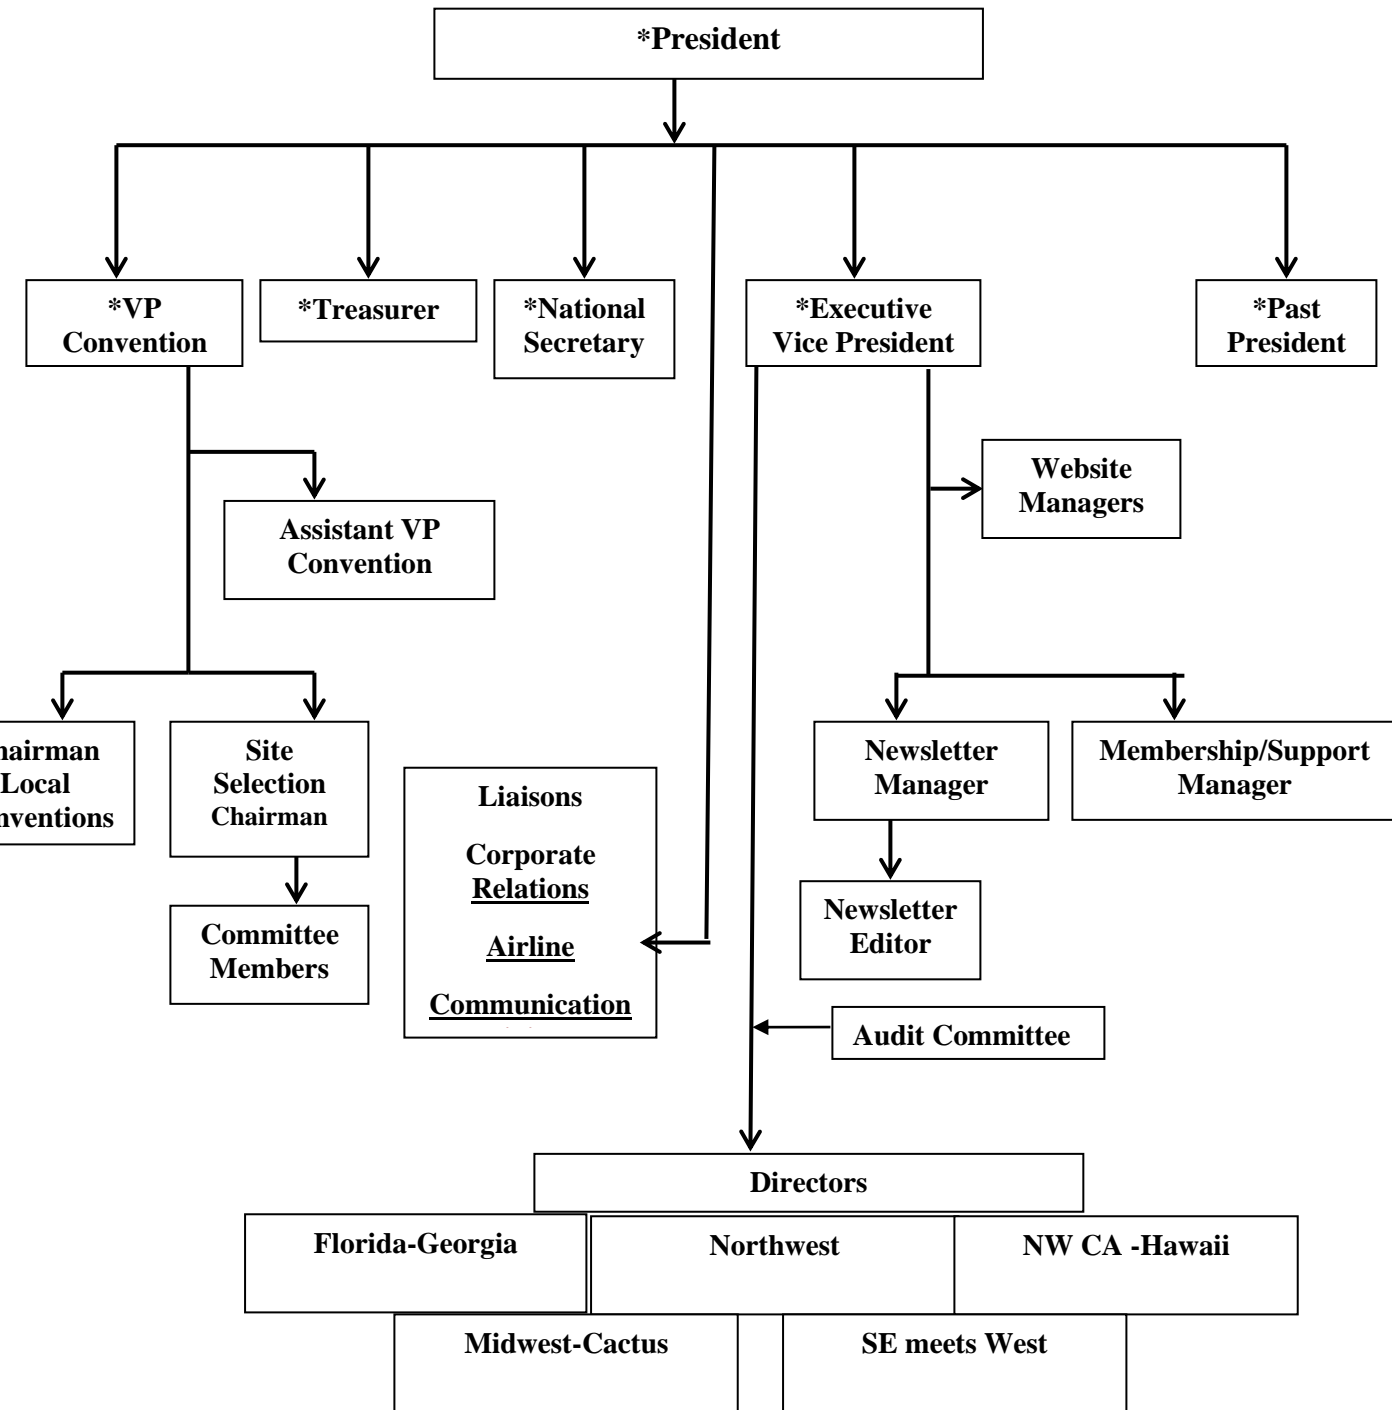 *President
*VP
Convention
*Treasurer
*National
Secretary
*Executive
Vice President
*Past
President
Website
Managers
Assistant VP
Convention
hairman
Local
nventions
Site
Selection
Chairman
Liaisons
Corporate
Relations
Airline
Communication
Newsletter
Manager
Membership/Support
Manager
Committee
Members
Newsletter
Editor
Audit Committee
Directors
Florida-Georgia
Northwest
NW CA -Hawaii
Midwest-Cactus
SE meets West